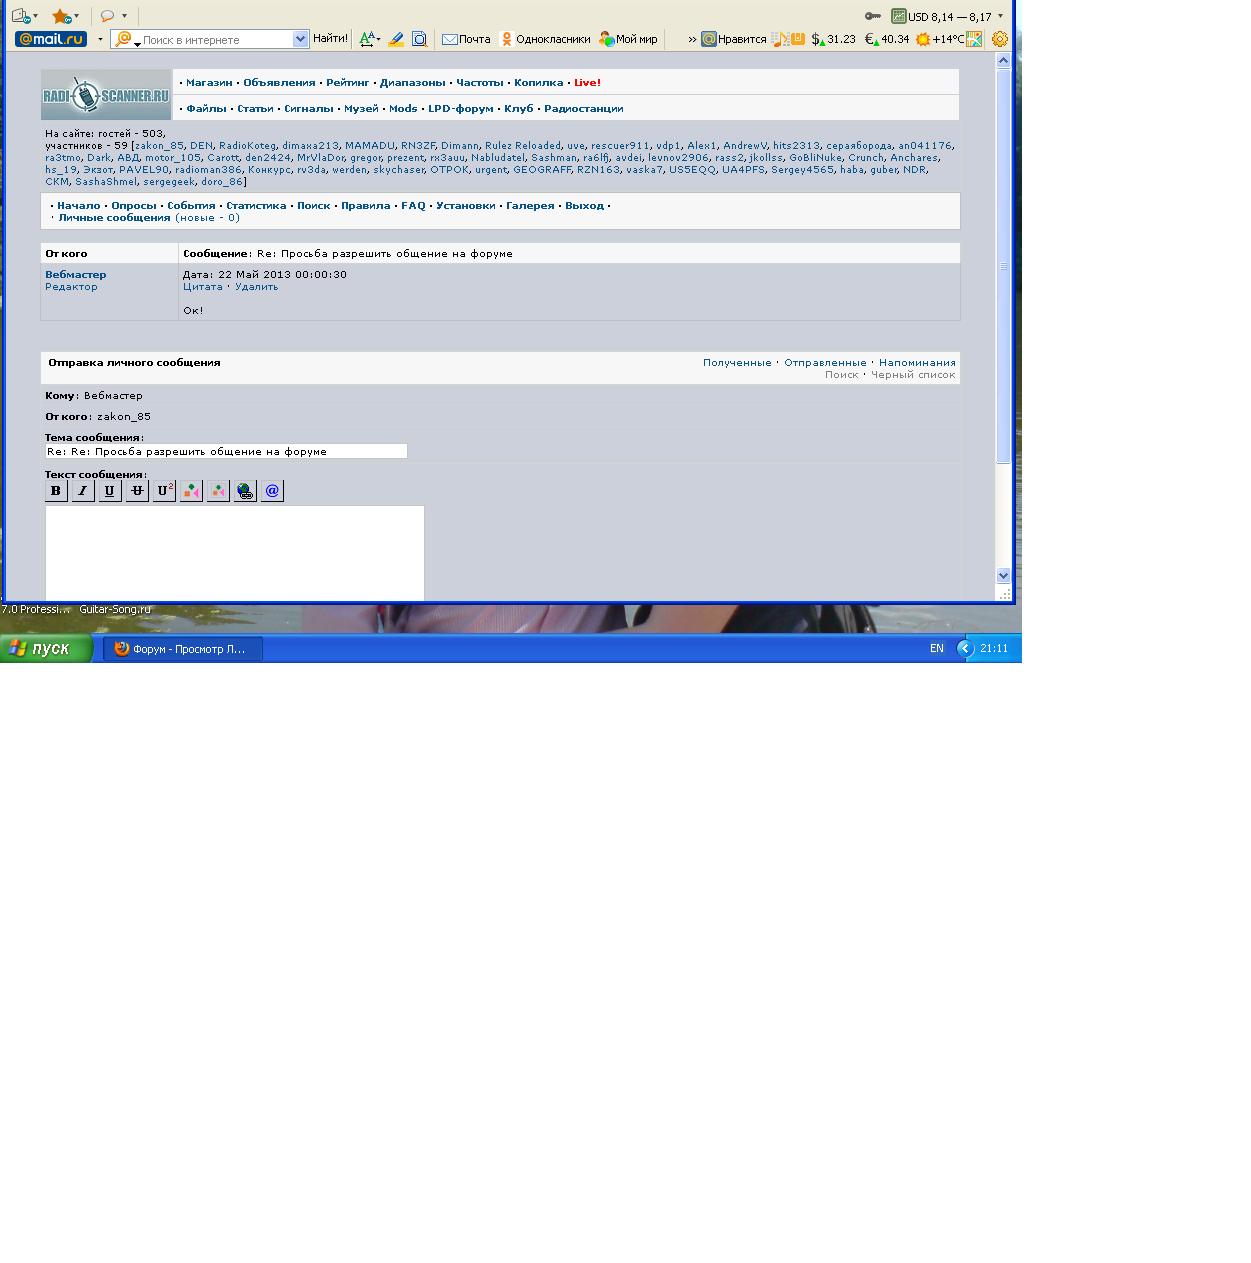 USD 8,14 — 8,17
@mail.ru Поиск в интернете Найти! Почта Одноклассники Мой мир » Нравится $ 31.23 € 40.34 +14°C
RADIOSCANNER.RU
· Магазин · Объявления · Рейтинг · Диапазоны · Частоты · Копилка · Live!
· Файлы · Статьи · Сигналы · Музей · Mods · LPD-форум · Клуб · Радиостанции
На сайте: гостей - 503,
участников - 59 [zakon_85, DEN, RadioKoteg, dimaxa213, MAMADU, RN3ZF, Dimann, Rulez Reloaded, uve, rescuer911, vdp1, Alex1, AndrewV, hits2313, сераяборода, an041176,
ra3tmo, Dark, АВД, motor_105, Carott, den2424, MrVlaDor, gregor, prezent, rx3auu, Nabludatel, Sashman, ra6lfj, avdei, levnov2906, rass2, jkollss, GoBliNuke, Crunch, Anchares,
hs_19, Экзот, PAVEL90, radioman386, Конкурс, rv3da, werden, skychaser, OTPOK, urgent, GEOGRAFF, RZN163, vaska7, US5EQQ, UA4PFS, Sergey4565, haba, guber, NDR,
CKM, SashaShmel, sergegeek, doro_86]
· Начало · Опросы · События · Статистика · Поиск · Правила · FAQ · Установки · Галерея · Выход ·
· Личные сообщения (новые - 0)
От кого Сообщение: Re: Просьба разрешить общение на форуме
Вебмастер Дата: 22 Май 2013 00:00:30
Редактор Цитата · Удалить
Ок!
Отправка личного сообщения Полученные · Отправленные · Напоминания
Поиск · Черный список
Кому: Вебмастер
От кого: zakon_85
Тема сообщения:
Re: Re: Просьба разрешить общение на форуме
Текст сообщения:
B I U U U2 @
7.0 Professi... Guitar-Song.ru
пуск Форум - Просмотр Л... EN 21:11